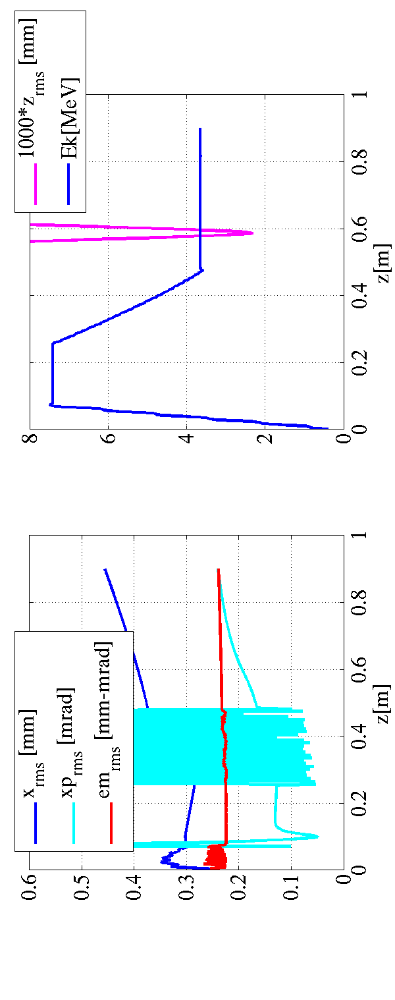 x_rms [mm]
xp_rms [mrad]
em_rms [mm-mrad]
0.6
0.5
0.4
0.3
0.2
0.1
0
0 0.2 0.4 0.6 0.8 1
z[m]
1000*z_rms [mm]
Ek[MeV]
8
6
4
2
0
0 0.2 0.4 0.6 0.8 1
z[m]